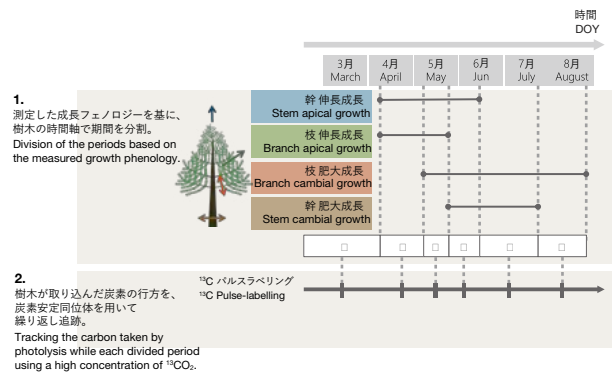 時間
DOY
3月
March
4月
April
5月
May
6月
Jun
7月
July
8月
August
1.
測定した成長フェノロジーを基に、
樹木の時間軸で期間を分割。
Division of the periods based on
the measured growth phenology.
幹 伸長成長
Stem apical growth
枝 伸長成長
Branch apical growth
枝 肥大成長
Branch cambial growth
幹 肥大成長
Stem cambial growth
2.
樹木が取り込んだ炭素の行方を、
炭素安定同位体を用いて
繰り返し追跡。
Tracking the carbon taken by
photolysis while each divided period
using a high concentration of ¹³CO₂.
¹³C パルスラベリング
¹³C Pulse-labelling